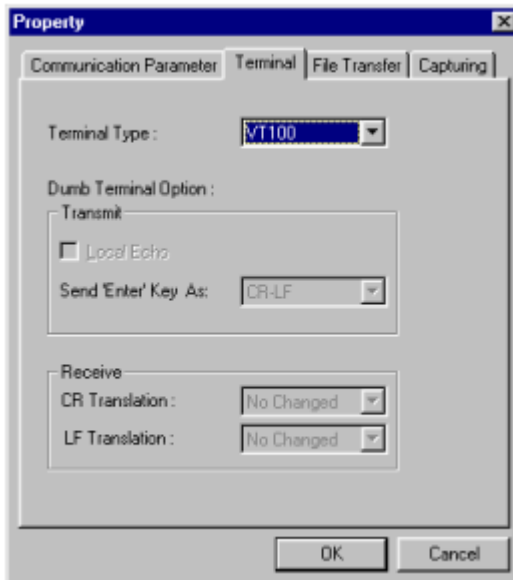 Property
Communication Parameter Terminal File Transfer Capturing
Terminal Type : VT100
Dumb Terminal Option :
Transmit
Local Echo
Send 'Enter' Key As: CR-LF
Receive
CR Translation : No Changed
LF Translation : No Changed
OK Cancel